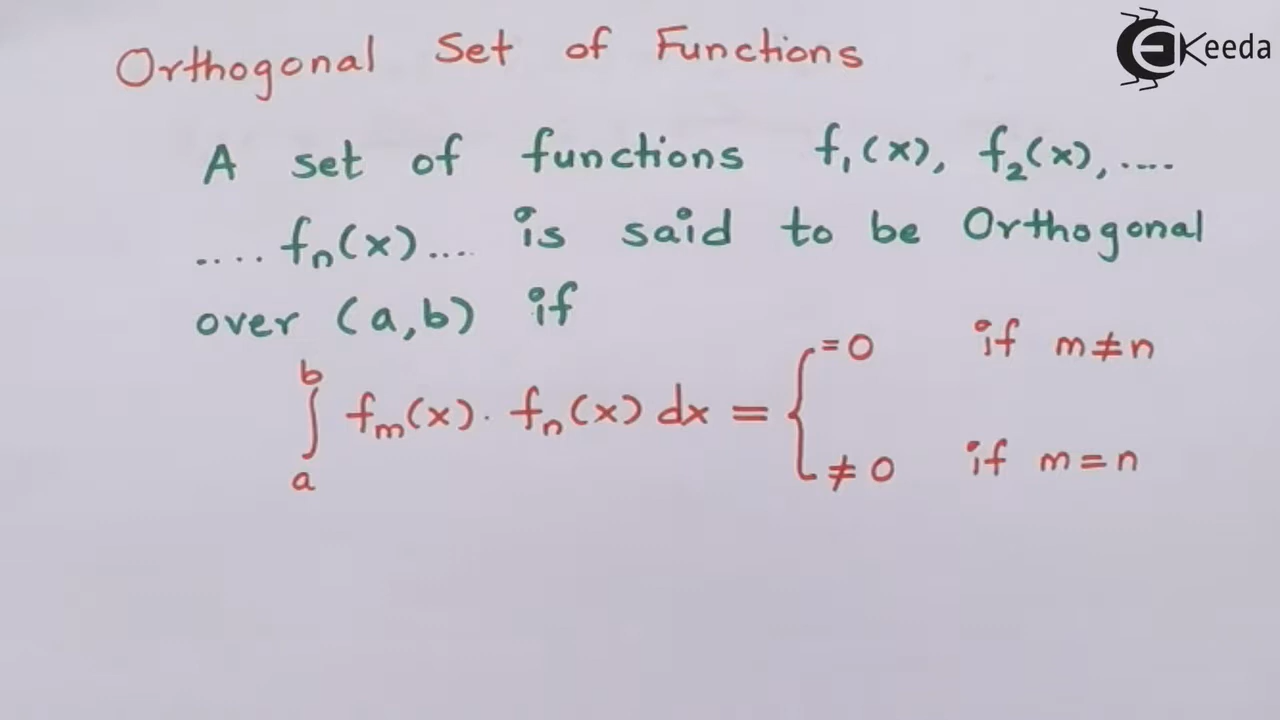 Orthogonal Set of Functions
EKeeda
A set of functions f₁(x), f₂(x), ....
.... fₙ(x) .... is said to be Orthogonal
over (a,b) if
∫ₐᵇ fₘ(x) · fₙ(x) dx = { = 0 if m ≠ n
≠ 0 if m = n